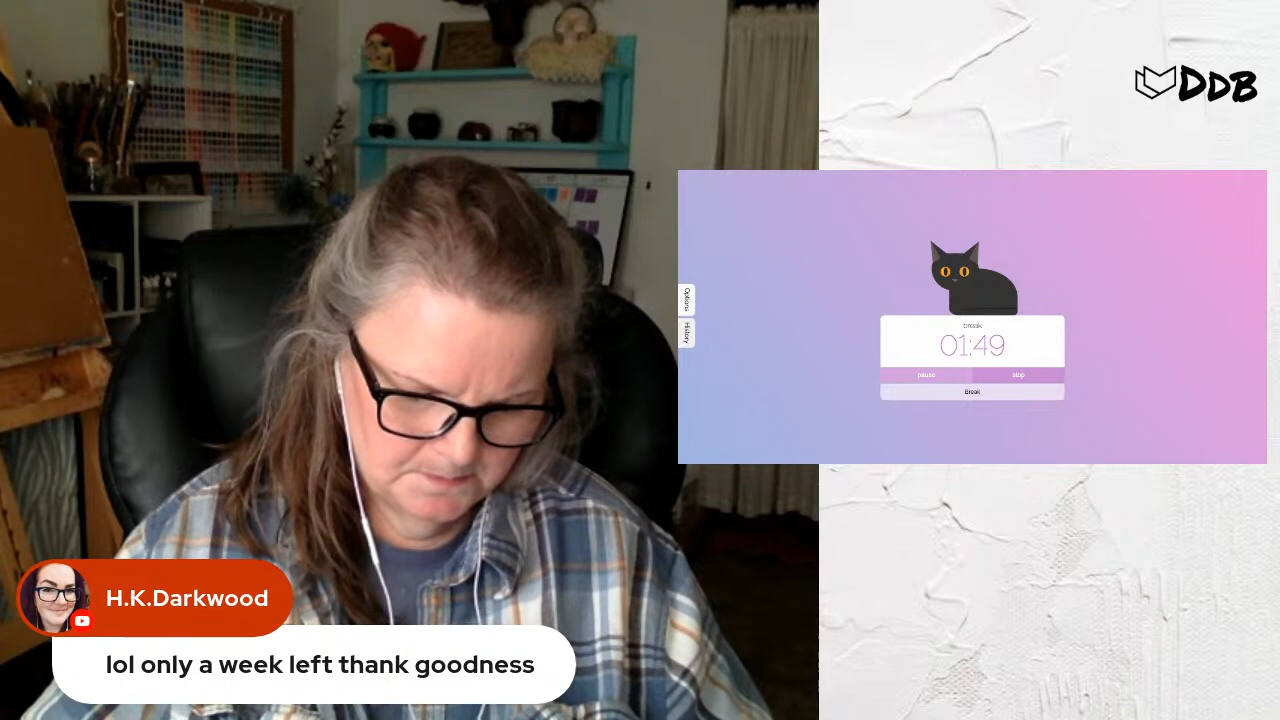 DDB
Options
History
break
01:49
pause
stop
Break
H.K.Darkwood
lol only a week left thank goodness